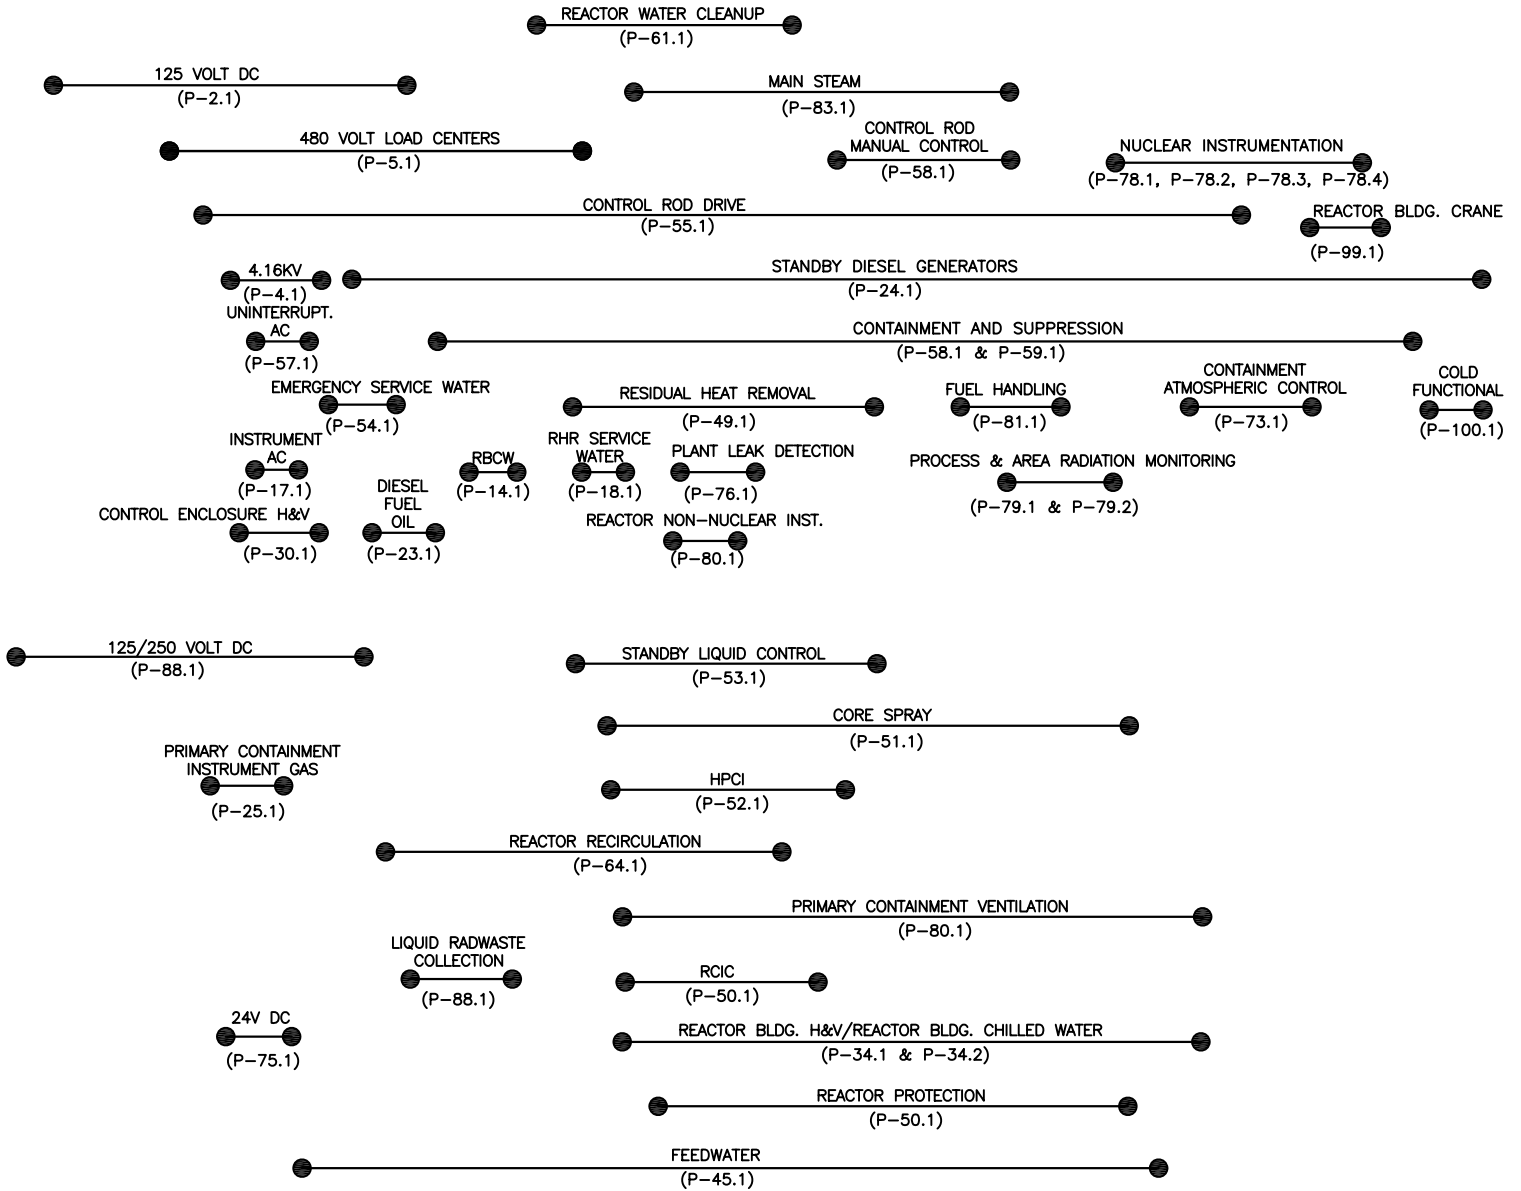 REACTOR WATER CLEANUP
(P-61.1)
125 VOLT DC
(P-2.1)
MAIN STEAM
(P-83.1)
480 VOLT LOAD CENTERS
(P-5.1)
CONTROL ROD
MANUAL CONTROL
(P-58.1)
NUCLEAR INSTRUMENTATION
(P-78.1, P-78.2, P-78.3, P-78.4)
CONTROL ROD DRIVE
(P-55.1)
REACTOR BLDG. CRANE
(P-99.1)
4.16KV
(P-4.1)
STANDBY DIESEL GENERATORS
(P-24.1)
UNINTERRUPT.
AC
(P-57.1)
CONTAINMENT AND SUPPRESSION
(P-58.1 & P-59.1)
EMERGENCY SERVICE WATER
(P-54.1)
RESIDUAL HEAT REMOVAL
(P-49.1)
FUEL HANDLING
(P-81.1)
CONTAINMENT
ATMOSPHERIC CONTROL
(P-73.1)
COLD
FUNCTIONAL
(P-100.1)
INSTRUMENT
AC
(P-17.1)
RBCW
(P-14.1)
RHR SERVICE
WATER
(P-18.1)
PLANT LEAK DETECTION
(P-76.1)
PROCESS & AREA RADIATION MONITORING
(P-79.1 & P-79.2)
CONTROL ENCLOSURE H&V
(P-30.1)
DIESEL
FUEL
OIL
(P-23.1)
REACTOR NON-NUCLEAR INST.
(P-80.1)
125/250 VOLT DC
(P-88.1)
STANDBY LIQUID CONTROL
(P-53.1)
CORE SPRAY
(P-51.1)
PRIMARY CONTAINMENT
INSTRUMENT GAS
(P-25.1)
HPCI
(P-52.1)
REACTOR RECIRCULATION
(P-64.1)
PRIMARY CONTAINMENT VENTILATION
(P-80.1)
LIQUID RADWASTE
COLLECTION
(P-88.1)
RCIC
(P-50.1)
24V DC
(P-75.1)
REACTOR BLDG. H&V/REACTOR BLDG. CHILLED WATER
(P-34.1 & P-34.2)
REACTOR PROTECTION
(P-50.1)
FEEDWATER
(P-45.1)